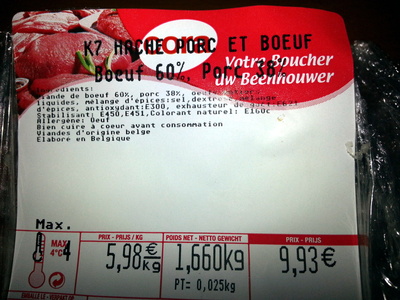 K7 HACHE PORC ET BOEUF
cora
Boeuf 60%, Porc 38%
Votre Boucher
uw Beenhouwer
Viande de boeuf 60%, porc 38%,
liquides, mélange d'épices:sel,dextrose,mélange
d'épices, antioxydant:E300, exhausteur de
Stabilisant: E450,E451,Colorant naturel: E160c
Allergène: Oeuf
Bien cuire à coeur avant consommation
Viandes d'origine belge
Elaboré en Belgique
Max.
MAX
4°C
4
PRIX - PRIJS / KG
5,98 €/kg
POIDS NET - NETTO GEWICHT
1,660kg
PT= 0,025kg
PRIX - PRIJS
9,93 €